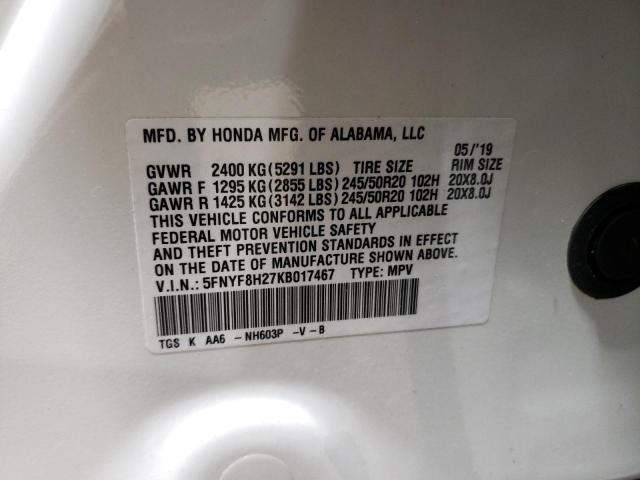 MFD. BY HONDA MFG. OF ALABAMA, LLC 05/'19
GVWR 2400 KG(5291 LBS) TIRE SIZE RIM SIZE
GAWR F 1295 KG(2855 LBS)245/50R20 102H 20X8.0J
GAWR R 1425 KG(3142 LBS)245/50R20 102H 20X8.0J
THIS VEHICLE CONFORMS TO ALL APPLICABLE
FEDERAL MOTOR VEHICLE SAFETY
AND THEFT PREVENTION STANDARDS IN EFFECT
ON THE DATE OF MANUFACTURE SHOWN ABOVE.
V.I.N.: 5FNYF8H27KB017467 TYPE: MPV
TGS K AA6 -NH603P -V-B